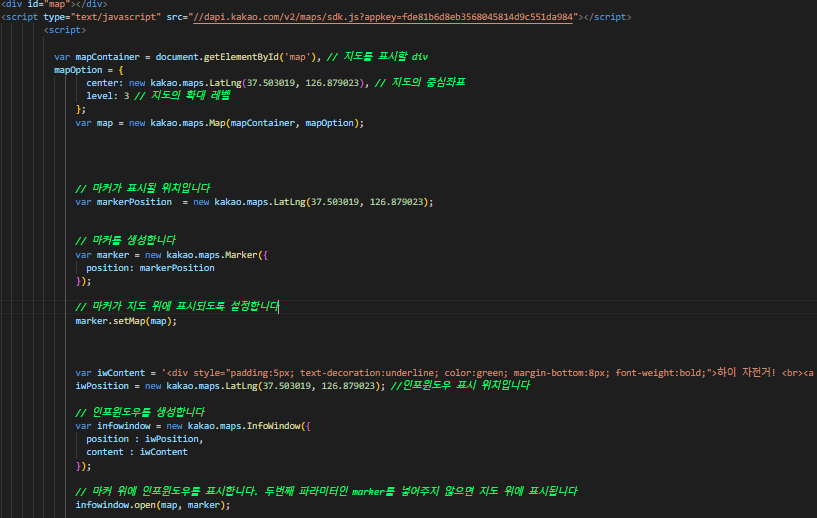 <div id="map"></div>
<script type="text/javascript" src="//dapi.kakao.com/v2/maps/sdk.js?appkey=fde81b6d8eb3568045814d9c551da984"></script>
<script>
var mapContainer = document.getElementById('map'), // 지도를 표시할 div
mapOption = {
center: new kakao.maps.LatLng(37.503019, 126.879023), // 지도의 중심좌표
level: 3 // 지도의 확대 레벨
};
var map = new kakao.maps.Map(mapContainer, mapOption);
// 마커가 표시될 위치입니다
var markerPosition  = new kakao.maps.LatLng(37.503019, 126.879023);
// 마커를 생성합니다
var marker = new kakao.maps.Marker({
position: markerPosition
});
// 마커가 지도 위에 표시되도록 설정합니다
marker.setMap(map);
var iwContent = '<div style="padding:5px; text-decoration:underline; color:green; margin-bottom:8px; font-weight:bold;">하이 자전거! <br><a
iwPosition = new kakao.maps.LatLng(37.503019, 126.879023); //인포윈도우 표시 위치입니다
// 인포윈도우를 생성합니다
var infowindow = new kakao.maps.InfoWindow({
position : iwPosition,
content : iwContent
});
// 마커 위에 인포윈도우를 표시합니다. 두번째 파라미터인 marker를 넣어주지 않으면 지도 위에 표시됩니다
infowindow.open(map, marker);